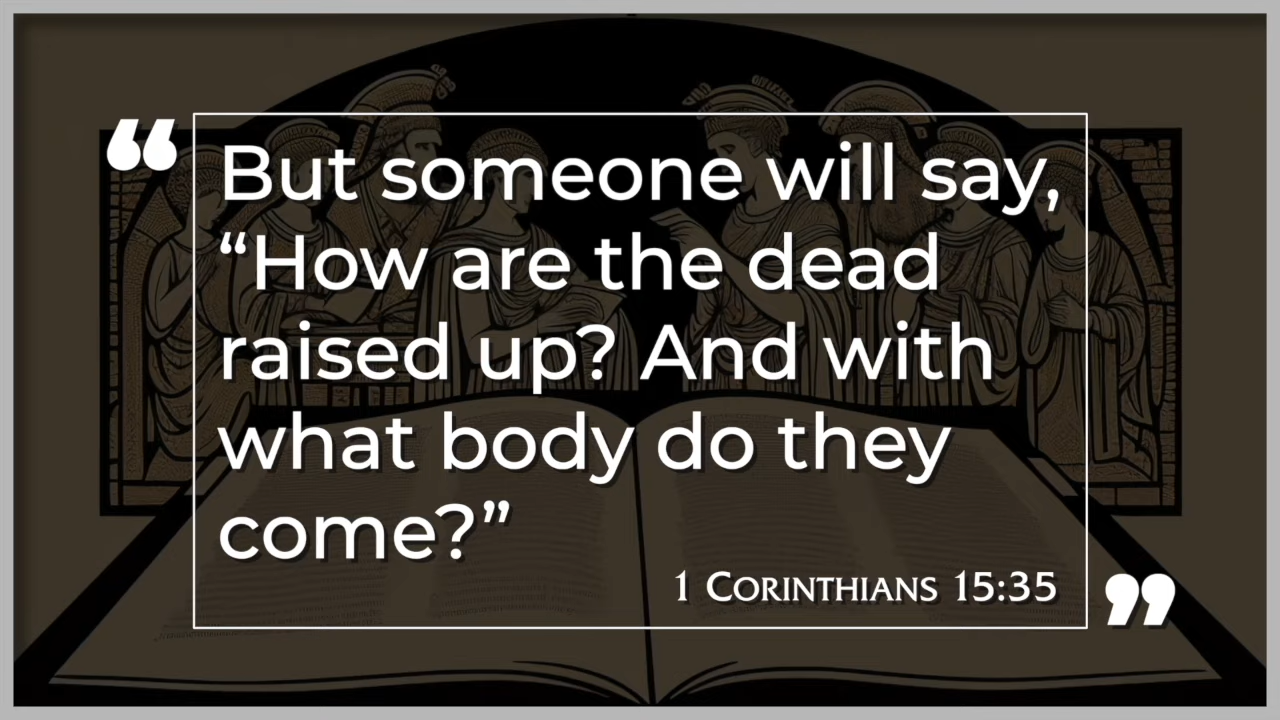 But someone will say,
“How are the dead
raised up? And with
what body do they
come?”
1 Corinthians 15:35